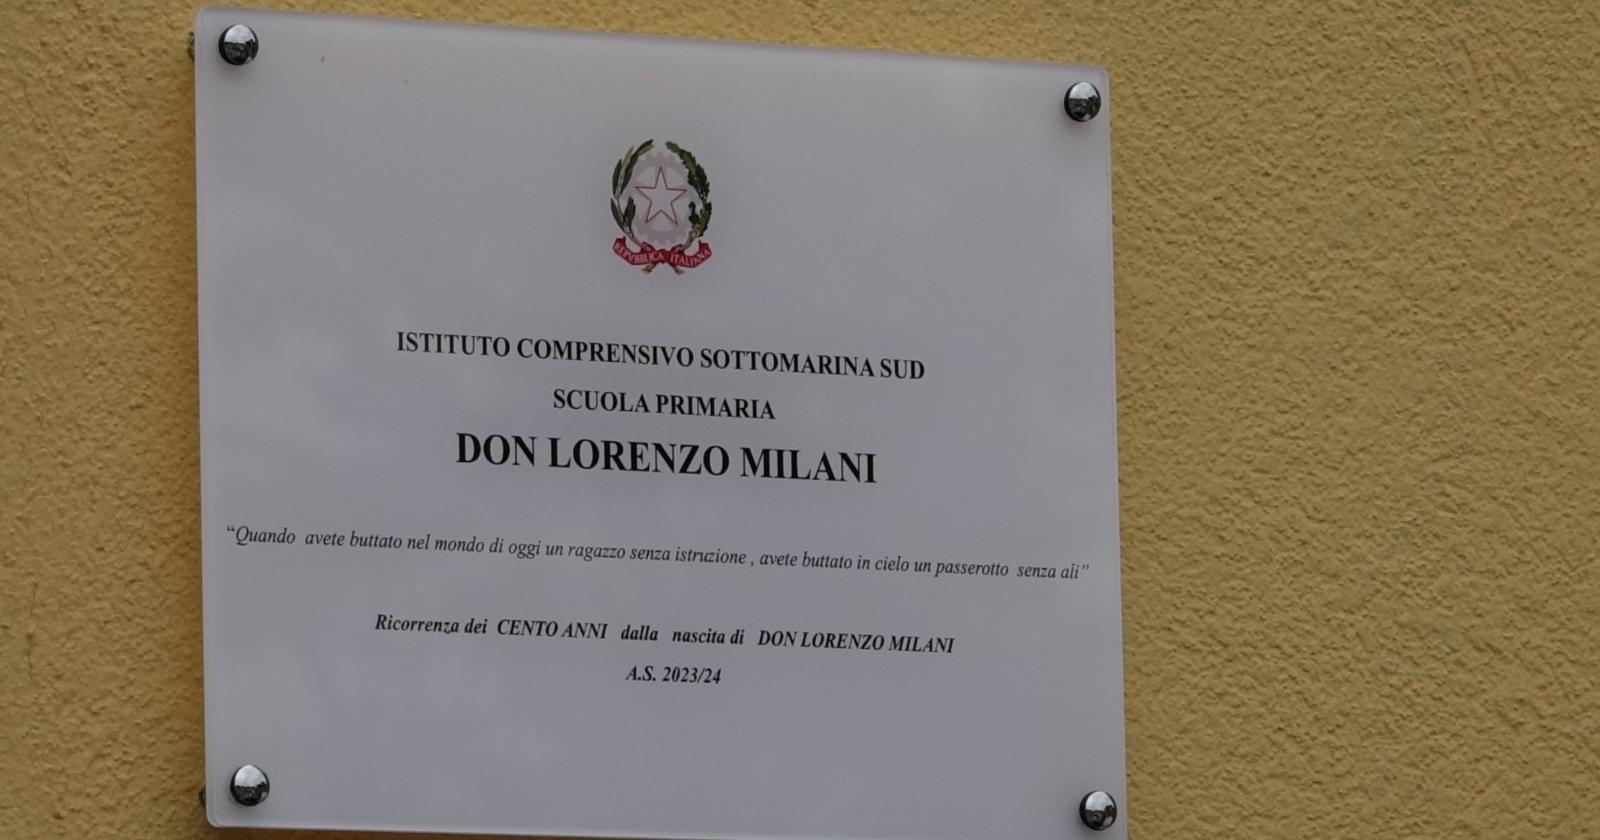 REPVBBLICA ITALIANA
ISTITUTO COMPRENSIVO SOTTOMARINA SUD
SCUOLA PRIMARIA
DON LORENZO MILANI
“Quando avete buttato nel mondo di oggi un ragazzo senza istruzione , avete buttato in cielo un passerotto senza ali”
Ricorrenza dei CENTO ANNI dalla nascita di DON LORENZO MILANI
A.S. 2023/24